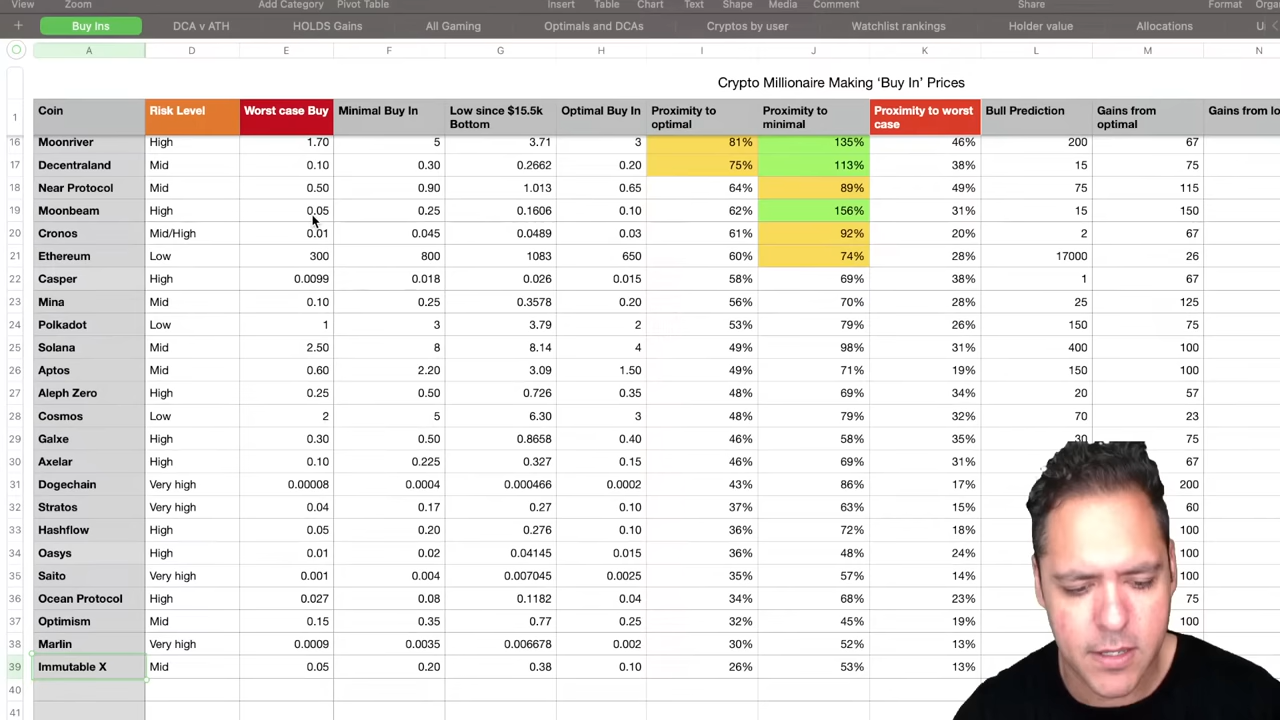 View Zoom Add Category Pivot Table Insert Table Chart Text Shape Media Comment Share Format
+ Buy Ins DCA v ATH HOLDS Gains All Gaming Optimals and DCAs Cryptos by user Watchlist rankings Holder value Allocations
A D E F G H I J K L M N
Crypto Millionaire Making ‘Buy In’ Prices
1 Coin Risk Level Worst case Buy Minimal Buy In Low since $15.5k Bottom Optimal Buy In Proximity to optimal Proximity to minimal Proximity to worst case Bull Prediction Gains from optimal Gains from lo
16 Moonriver High 1.70 5 3.71 3 81% 135% 46% 200 67
17 Decentraland Mid 0.10 0.30 0.2662 0.20 75% 113% 38% 15 75
18 Near Protocol Mid 0.50 0.90 1.013 0.65 64% 89% 49% 75 115
19 Moonbeam High 0.05 0.25 0.1606 0.10 62% 156% 31% 15 150
20 Cronos Mid/High 0.01 0.045 0.0489 0.03 61% 92% 20% 2 67
21 Ethereum Low 300 800 1083 650 60% 74% 28% 17000 26
22 Casper High 0.0099 0.018 0.026 0.015 58% 69% 38% 1 67
23 Mina Mid 0.10 0.25 0.3578 0.20 56% 70% 28% 25 125
24 Polkadot Low 1 3 3.79 2 53% 79% 26% 150 75
25 Solana Mid 2.50 8 8.14 4 49% 98% 31% 400 100
26 Aptos Mid 0.60 2.20 3.09 1.50 49% 71% 19% 150 100
27 Aleph Zero High 0.25 0.50 0.726 0.35 48% 69% 34% 20 57
28 Cosmos Low 2 5 6.30 3 48% 79% 32% 70 23
29 Galxe High 0.30 0.50 0.8658 0.40 46% 58% 35% 30 75
30 Axelar High 0.10 0.225 0.327 0.15 46% 69% 31% 67
31 Dogechain Very high 0.00008 0.0004 0.000466 0.0002 43% 86% 17% 200
32 Stratos Very high 0.04 0.17 0.27 0.10 37% 63% 15% 60
33 Hashflow High 0.05 0.20 0.276 0.10 36% 72% 18% 100
34 Oasys High 0.01 0.02 0.04145 0.015 36% 48% 24% 100
35 Saito Very high 0.001 0.004 0.007045 0.0025 35% 57% 14% 100
36 Ocean Protocol High 0.027 0.08 0.1182 0.04 34% 68% 23% 75
37 Optimism Mid 0.15 0.35 0.77 0.25 32% 45% 19% 100
38 Marlin Very high 0.0009 0.0035 0.006678 0.002 30% 52% 13%
39 Immutable X Mid 0.05 0.20 0.38 0.10 26% 53% 13%
40
41